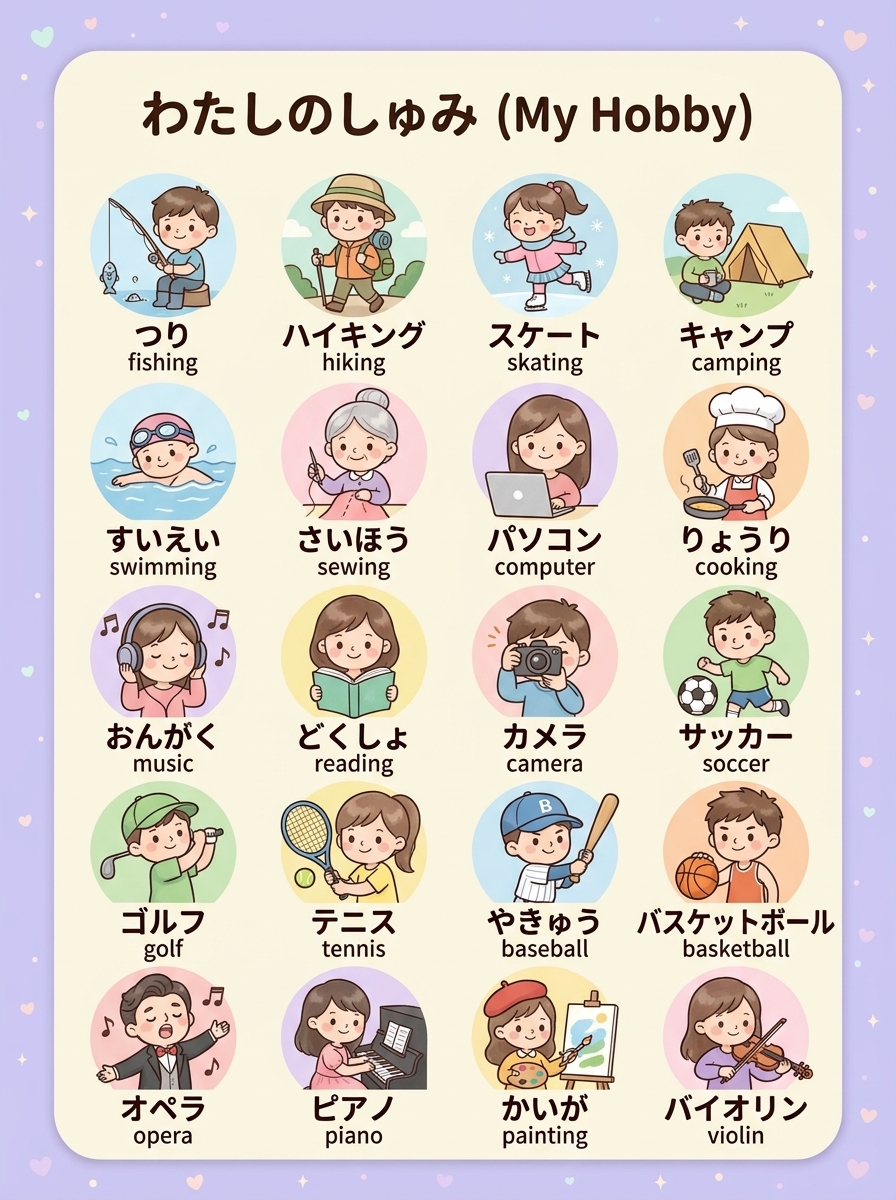 わたしのしゅみ (My Hobby)
つり
fishing
ハイキング
hiking
スケート
skating
キャンプ
camping
すいえい
swimming
さいほう
sewing
パソコン
computer
りょうり
cooking
おんがく
music
どくしょ
reading
カメラ
camera
サッカー
soccer
ゴルフ
golf
テニス
tennis
B
やきゅう
baseball
バスケットボール
basketball
オペラ
opera
ピアノ
piano
かいが
painting
バイオリン
violin